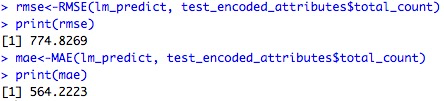 > rmse<-RMSE(lm_predict, test_encoded_attributes$total_count)
> print(rmse)
[1] 774.8269
> mae<-MAE(lm_predict, test_encoded_attributes$total_count)
> print(mae)
[1] 564.2223